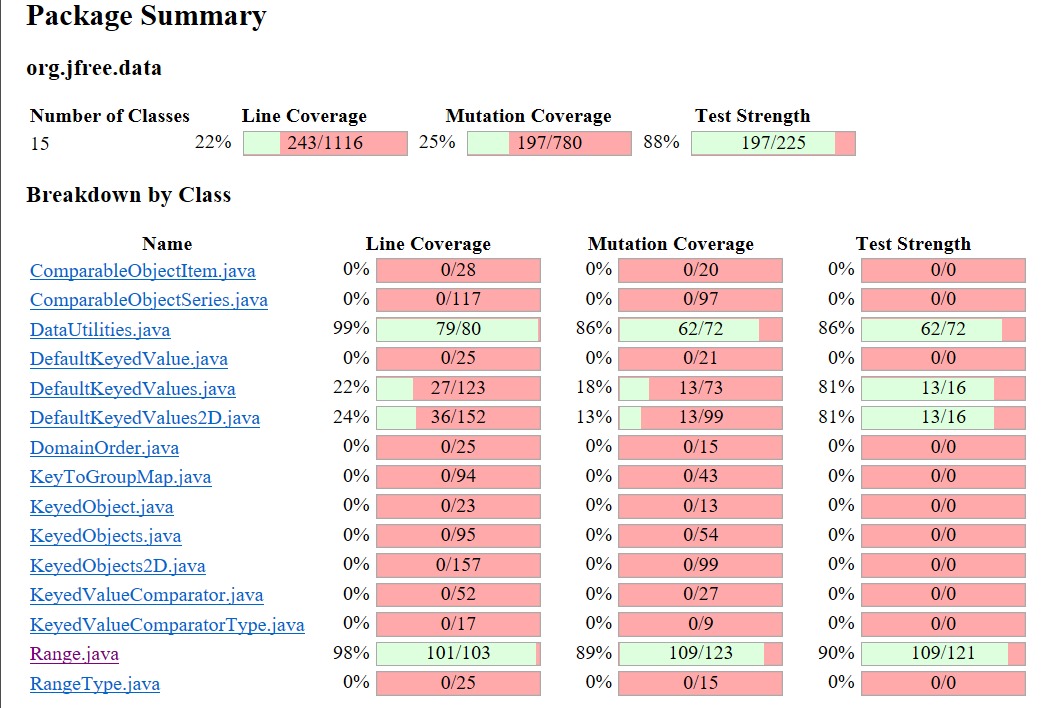 Package Summary
org.jfree.data
Number of Classes Line Coverage Mutation Coverage Test Strength
15 22% 243/1116 25% 197/780 88% 197/225
Breakdown by Class
Name Line Coverage Mutation Coverage Test Strength
ComparableObjectItem.java 0% 0/28 0% 0/20 0% 0/0
ComparableObjectSeries.java 0% 0/117 0% 0/97 0% 0/0
DataUtilities.java 99% 79/80 86% 62/72 86% 62/72
DefaultKeyedValue.java 0% 0/25 0% 0/21 0% 0/0
DefaultKeyedValues.java 22% 27/123 18% 13/73 81% 13/16
DefaultKeyedValues2D.java 24% 36/152 13% 13/99 81% 13/16
DomainOrder.java 0% 0/25 0% 0/15 0% 0/0
KeyToGroupMap.java 0% 0/94 0% 0/43 0% 0/0
KeyedObject.java 0% 0/23 0% 0/13 0% 0/0
KeyedObjects.java 0% 0/95 0% 0/54 0% 0/0
KeyedObjects2D.java 0% 0/157 0% 0/99 0% 0/0
KeyedValueComparator.java 0% 0/52 0% 0/27 0% 0/0
KeyedValueComparatorType.java 0% 0/17 0% 0/9 0% 0/0
Range.java 98% 101/103 89% 109/123 90% 109/121
RangeType.java 0% 0/25 0% 0/15 0% 0/0